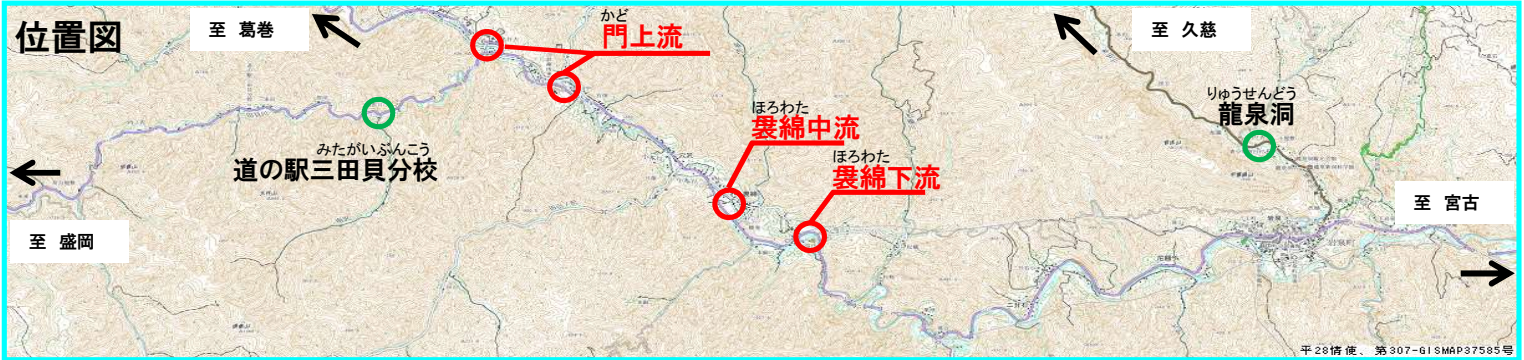 位置図
至 葛巻
かど
門上流
至 久慈
りゅうせんどう
龍泉洞
ほろわた
袰綿中流
ほろわた
袰綿下流
みたがいぶんこう
道の駅三田貝分校
至 宮古
至 盛岡
平28情使、 第307-GISMAP37585号